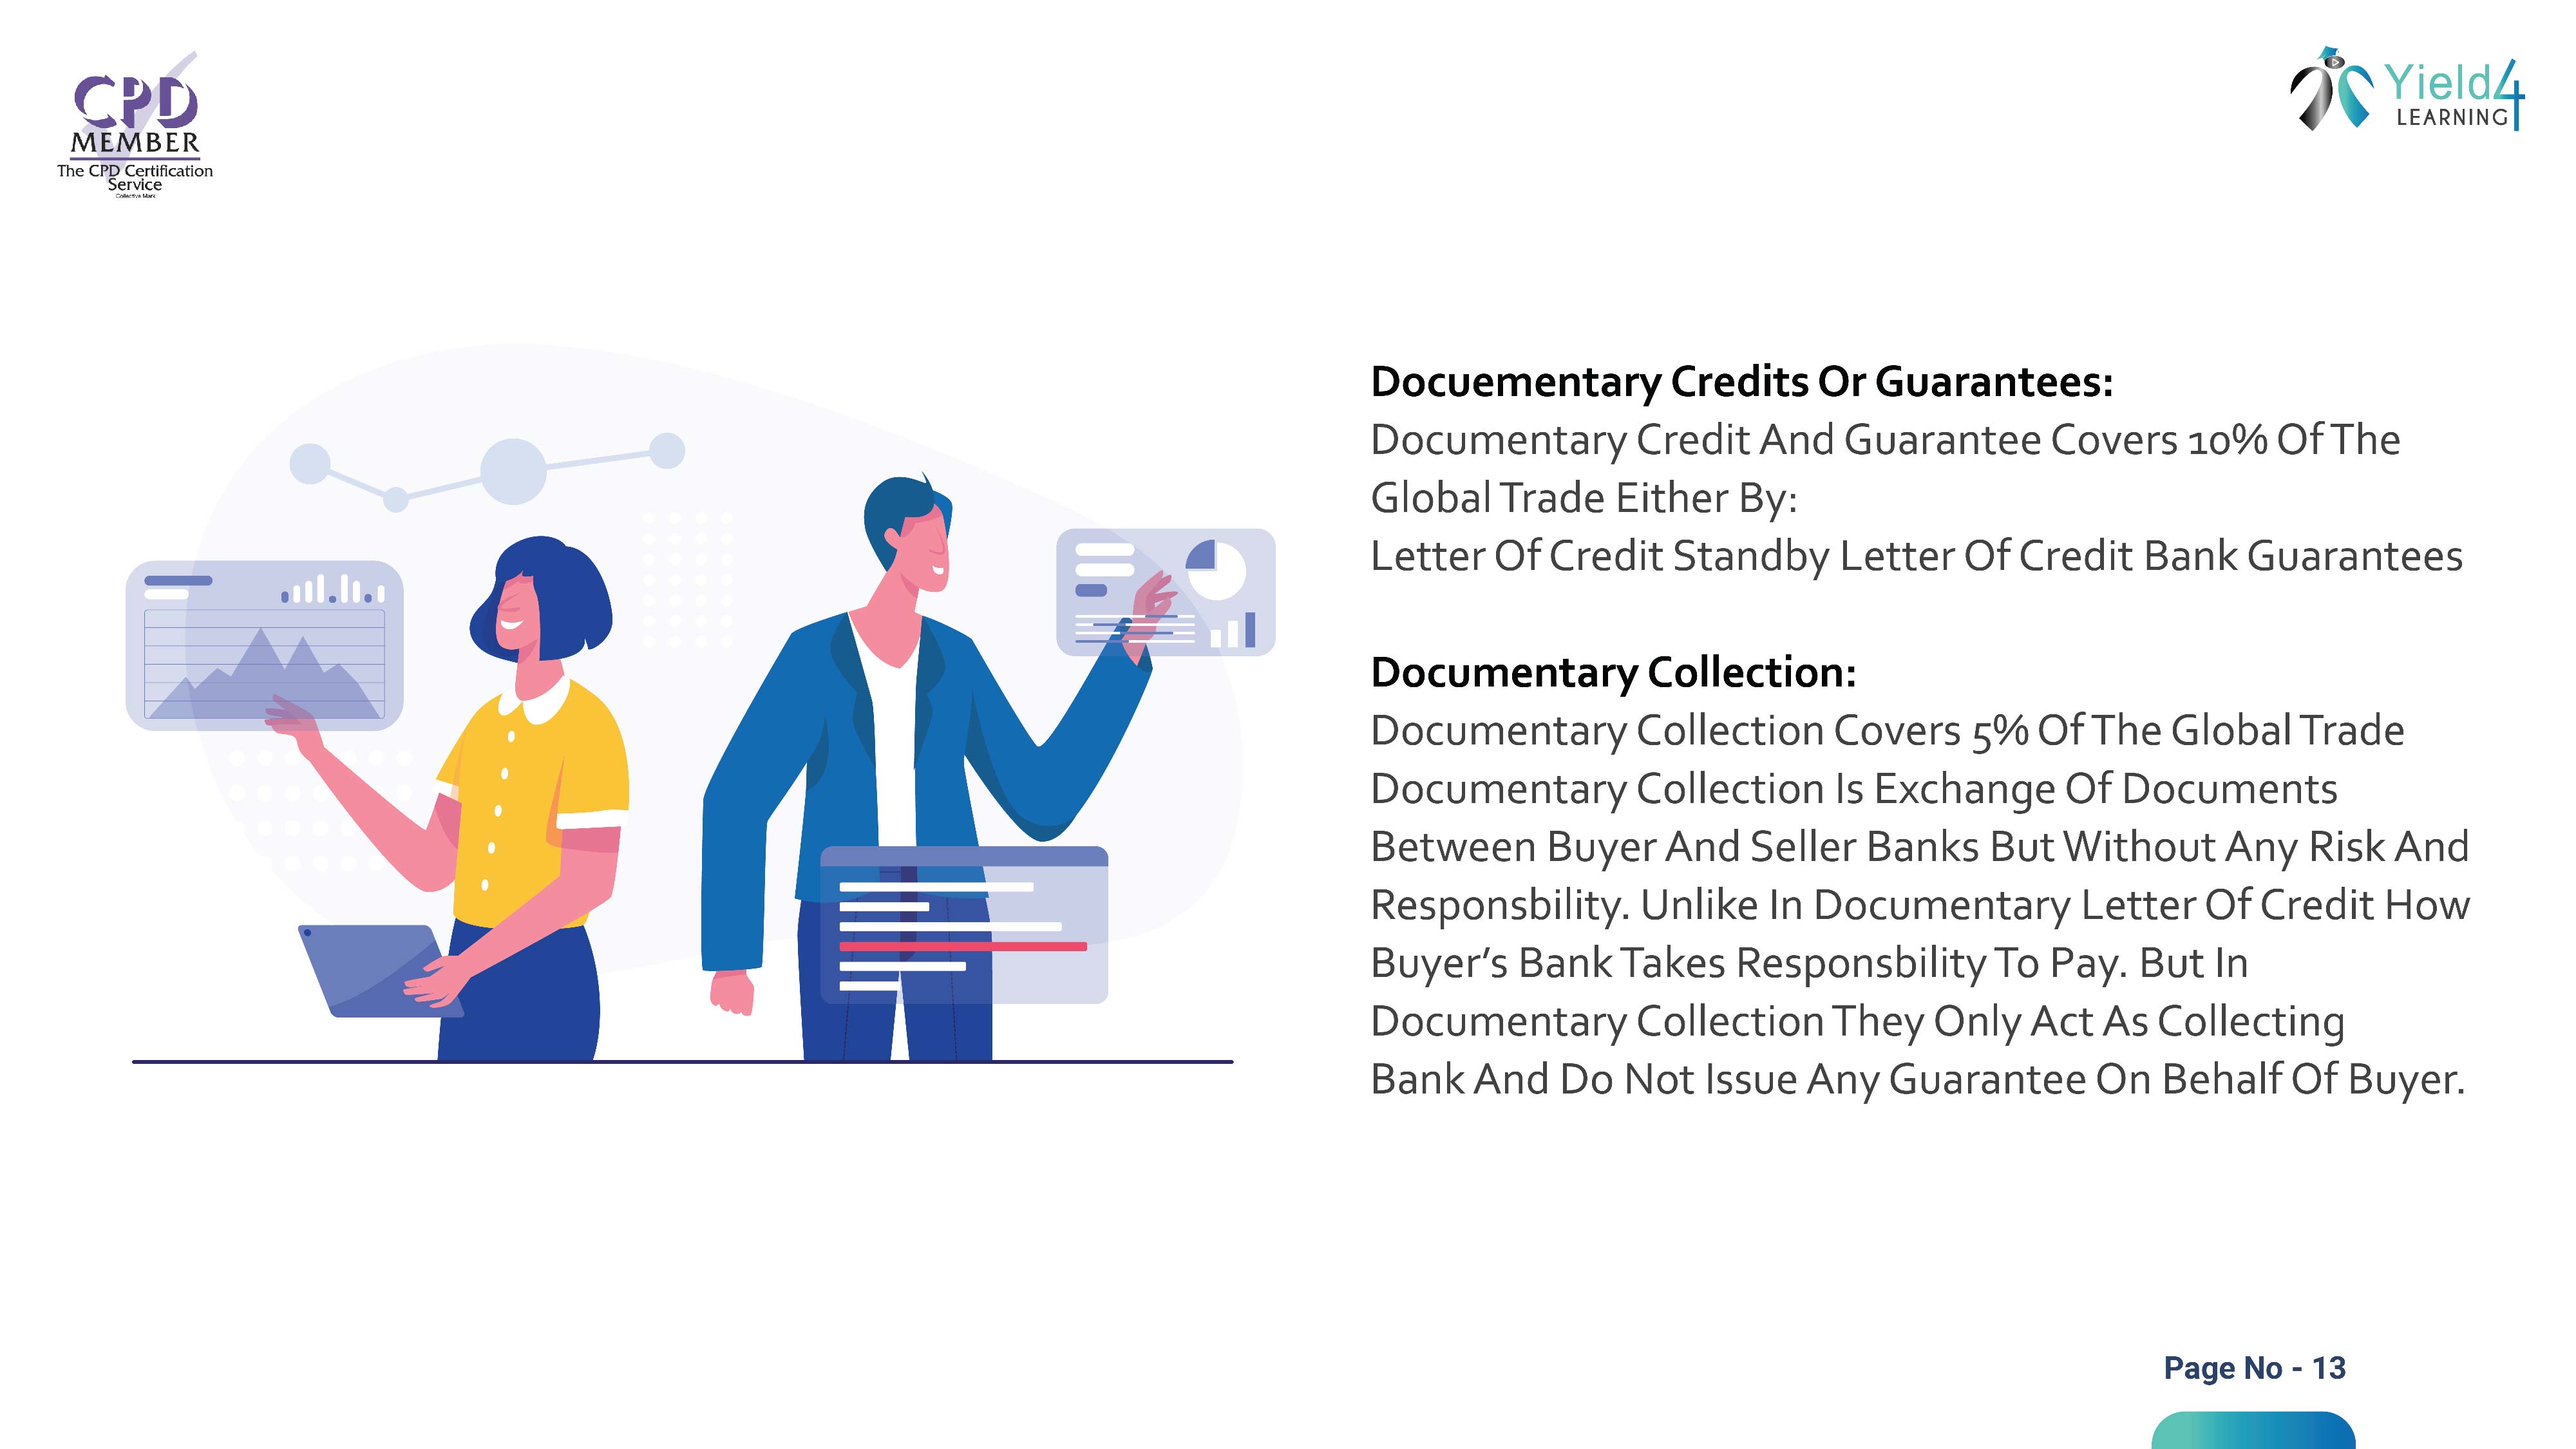 CPD
MEMBER
The CPD Certification
Service
Collective Mark
Yield4
LEARNING
Docuementary Credits Or Guarantees:
Documentary Credit And Guarantee Covers 10% Of The
Global Trade Either By:
Letter Of Credit Standby Letter Of Credit Bank Guarantees
Documentary Collection:
Documentary Collection Covers 5% Of The Global Trade
Documentary Collection Is Exchange Of Documents
Between Buyer And Seller Banks But Without Any Risk And
Responsbility. Unlike In Documentary Letter Of Credit How
Buyer’s Bank Takes Responsbility To Pay. But In
Documentary Collection They Only Act As Collecting
Bank And Do Not Issue Any Guarantee On Behalf Of Buyer.
Page No - 13